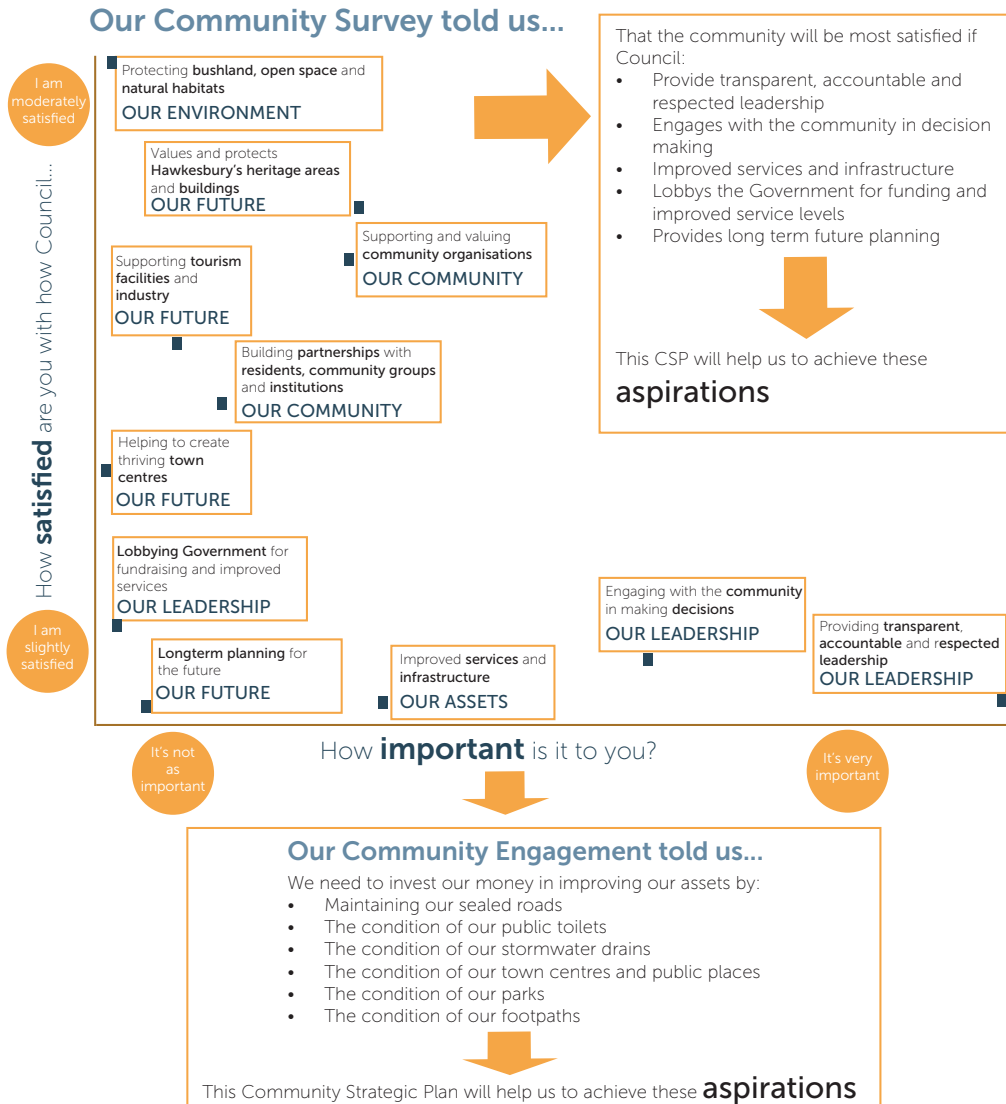 Our Community Survey told us...
I am
moderately
satisfied
Protecting bushland, open space and
natural habitats
OUR ENVIRONMENT
Values and protects
Hawkesbury's heritage areas
and buildings
OUR FUTURE
Supporting and valuing
community organisations
OUR COMMUNITY
Supporting tourism
facilities and
industry
OUR FUTURE
Building partnerships with
residents, community groups
and institutions
OUR COMMUNITY
Helping to create
thriving town
centres
OUR FUTURE
Lobbying Government for
fundraising and improved
services
OUR LEADERSHIP
Longterm planning for
the future
OUR FUTURE
Improved services and
infrastructure
OUR ASSETS
Engaging with the community
in making decisions
OUR LEADERSHIP
Providing transparent,
accountable and respected
leadership
OUR LEADERSHIP
How satisfied are you with how Council...
I am
slightly
satisfied
That the community will be most satisfied if
Council:
• Provide transparent, accountable and
respected leadership
• Engages with the community in decision
making
• Improved services and infrastructure
• Lobbys the Government for funding and
improved service levels
• Provides long term future planning
This CSP will help us to achieve these
aspirations
It's not
as
important
How important is it to you?
It's very
important
Our Community Engagement told us...
We need to invest our money in improving our assets by:
• Maintaining our sealed roads
• The condition of our public toilets
• The condition of our stormwater drains
• The condition of our town centres and public places
• The condition of our parks
• The condition of our footpaths
This Community Strategic Plan will help us to achieve these aspirations